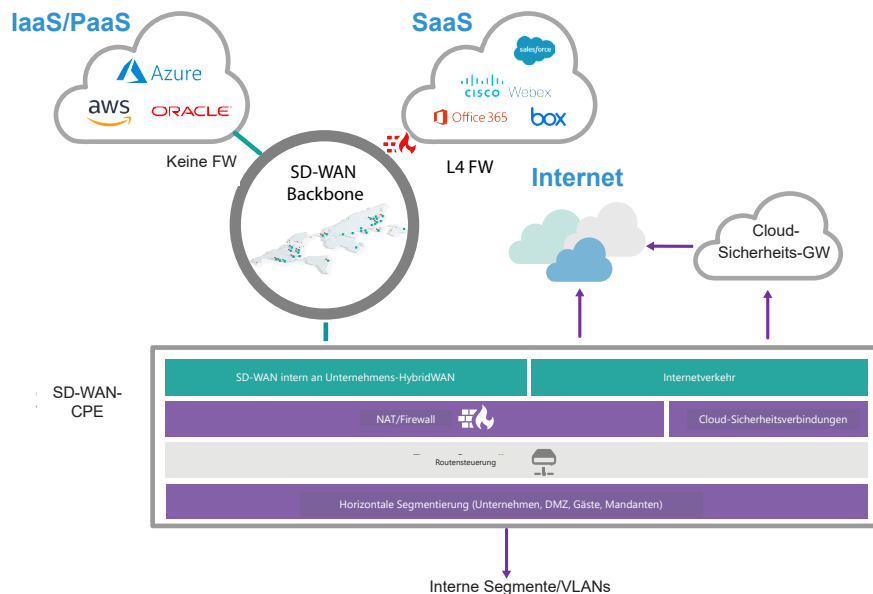 IaaS/PaaS
SaaS
Azure
aws
ORACLE
salesforce
CISCO Webex
Office 365
box
Keine FW
L4 FW
SD-WAN
Backbone
Internet
Cloud-
Sicherheits-GW
SD-WAN-
CPE
SD-WAN intern an Unternehmens-HybridWAN
Internetverkehr
NAT/Firewall
Cloud-Sicherheitsverbindungen
Routensteuerung
Horizontale Segmentierung (Unternehmen, DMZ, Gäste, Mandanten)
Interne Segmente/VLANs